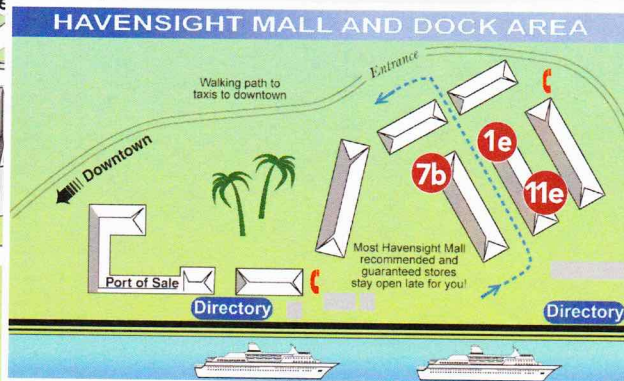 HAVENSIGHT MALL AND DOCK AREA
Entrance
Walking path to
taxis to downtown
Downtown
1e
7b
11e
Most Havensight Mall
recommended and
guaranteed stores
stay open late for you!
Port of Sale
Directory
Directory